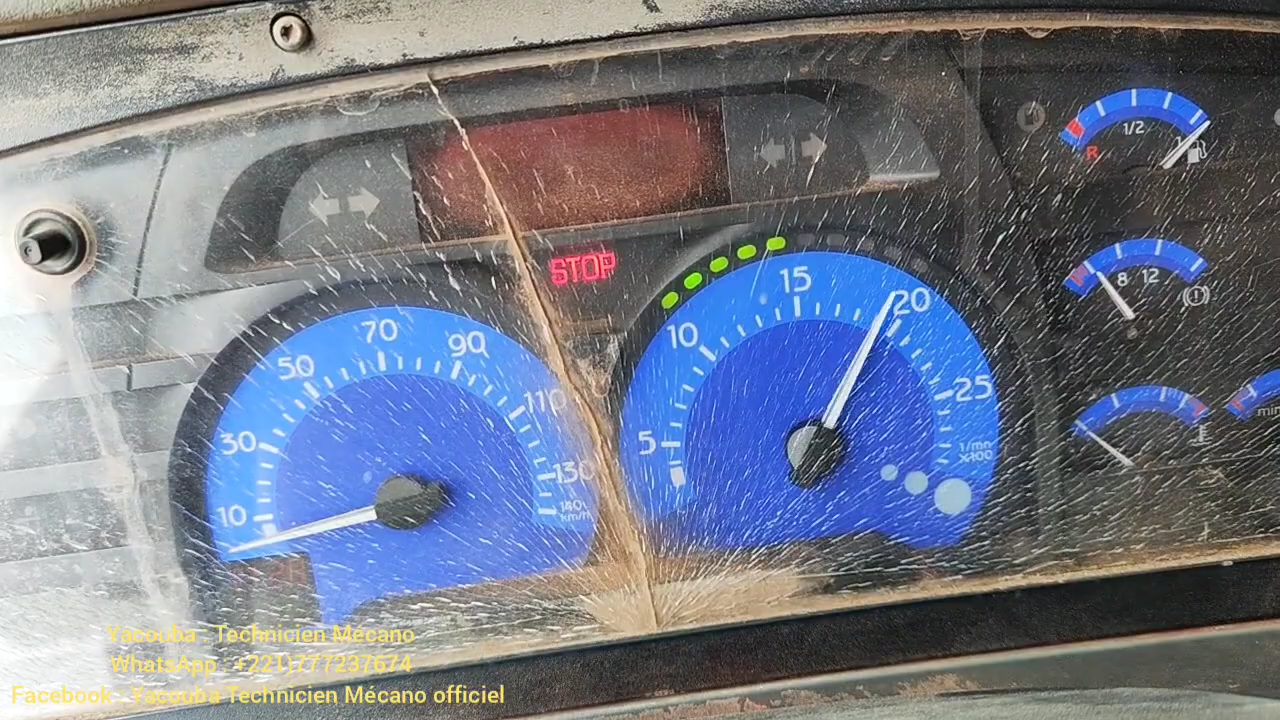 R
1/2
STOP
8 12
5
10
15
20
25
1/mn
x100
10
30
50
70
90
110
130
140
km/h
min
Yacouba : Technicien Mécano
WhatsApp : +221)777237674
Facebook : Yacouba Technicien Mécano officiel